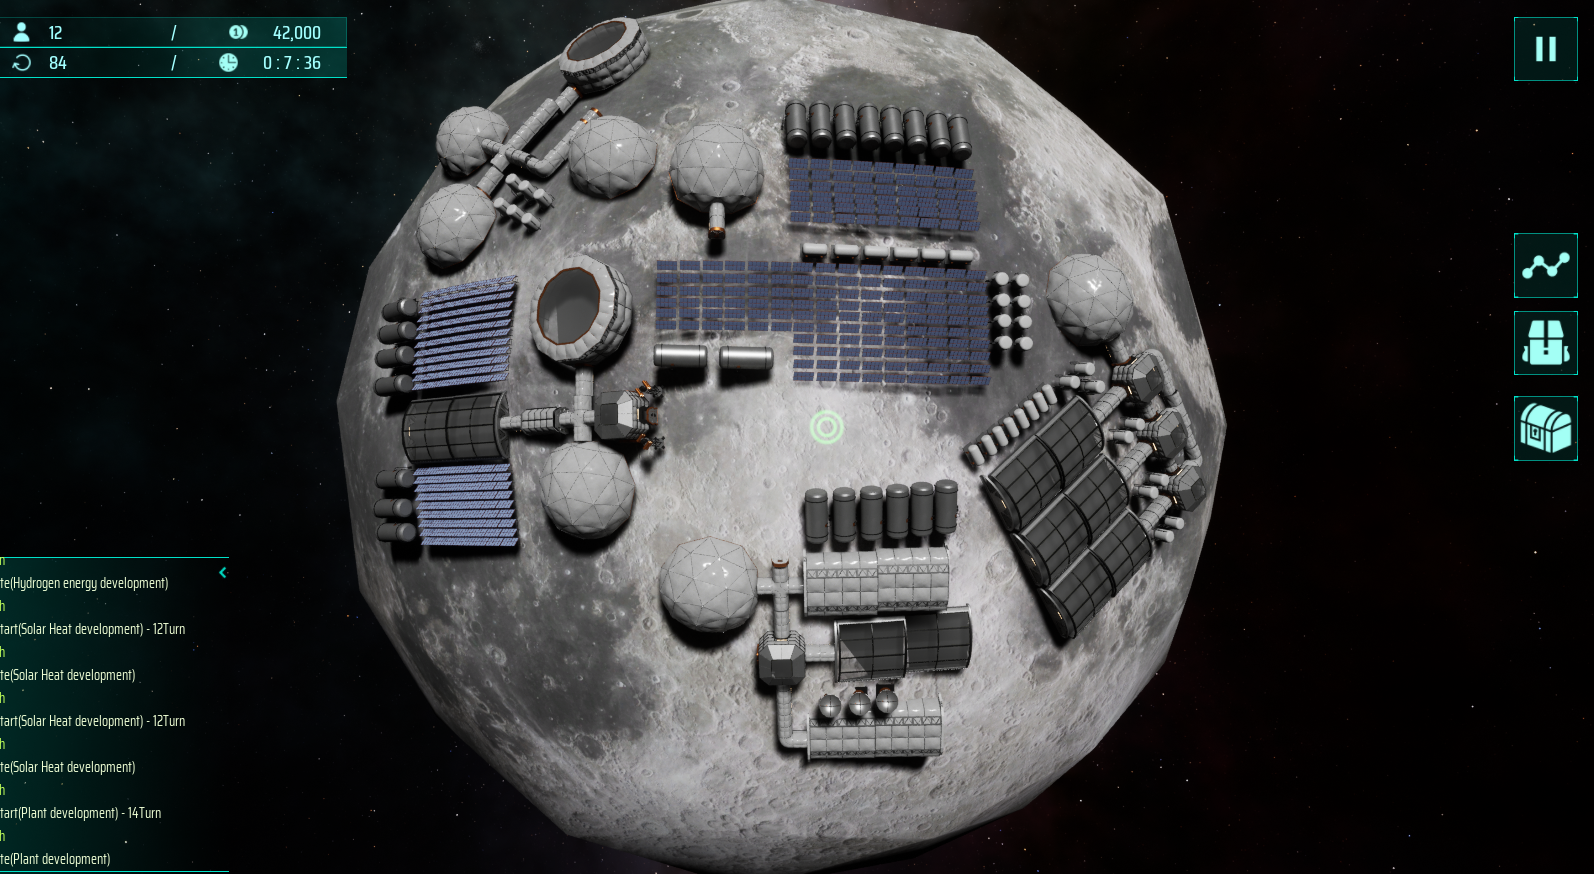 12 / 42,000
84 / 0 : 7 : 36
h
te(Hydrogen energy development)
h
tart(Solar Heat development) - 12Turn
h
te(Solar Heat development)
h
tart(Solar Heat development) - 12Turn
h
te(Solar Heat development)
h
tart(Plant development) - 14Turn
h
te(Plant development)